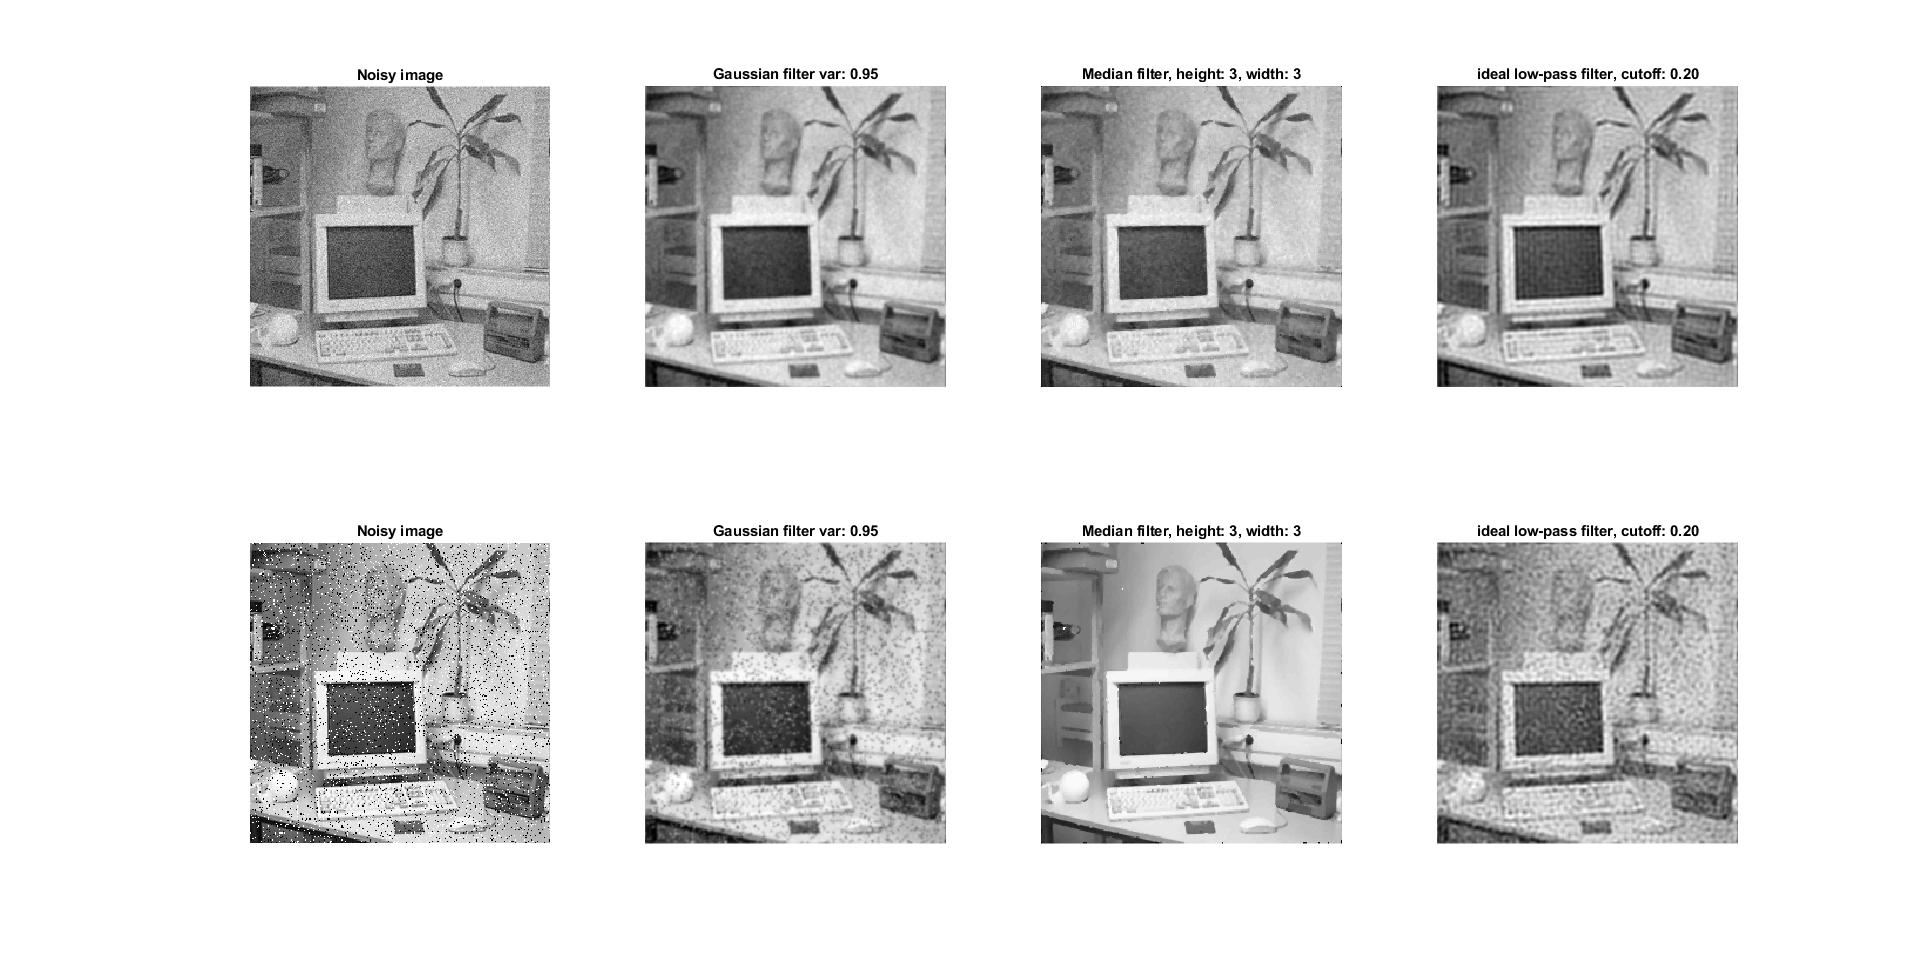 Noisy image
Gaussian filter var: 0.95
Median filter, height: 3, width: 3
ideal low-pass filter, cutoff: 0.20
Noisy image
Gaussian filter var: 0.95
Median filter, height: 3, width: 3
ideal low-pass filter, cutoff: 0.20